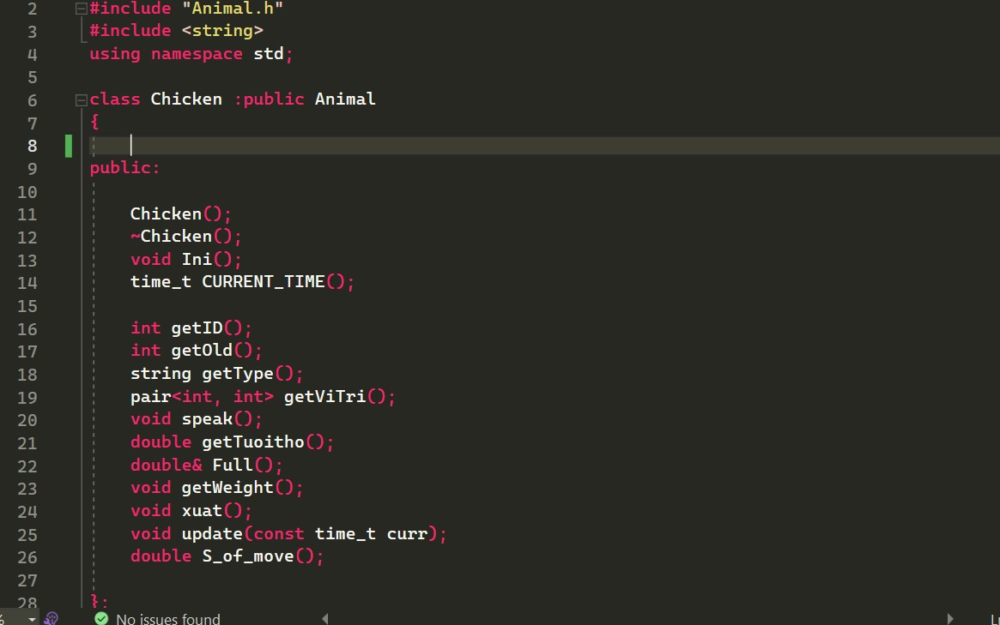 2 #include "Animal.h"
3 #include <string>
4 using namespace std;
5
6 class Chicken :public Animal
7 {
8
9 public:
10
11 Chicken();
12 ~Chicken();
13 void Ini();
14 time_t CURRENT_TIME();
15
16 int getID();
17 int getOld();
18 string getType();
19 pair<int, int> getViTri();
20 void speak();
21 double getTuoitho();
22 double& Full();
23 void getWeight();
24 void xuat();
25 void update(const time_t curr);
26 double S_of_move();
27
28 };
% No issues found